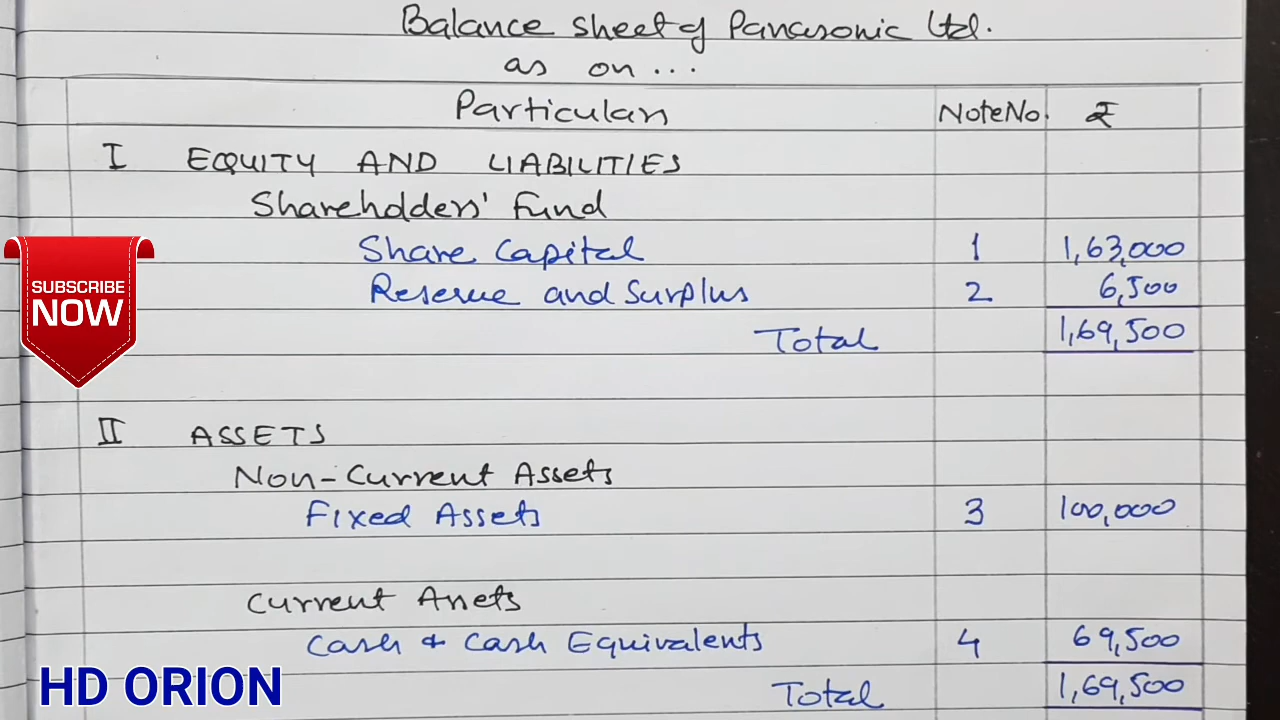 Balance sheet of Panasonic Ltd.
as on...
Particulars Note No. ₹
I EQUITY AND LIABILITIES
Shareholders' Fund
Share Capital 1 1,63,000
Reserve and Surplus 2 6,500
Total 1,69,500
SUBSCRIBE
NOW
II ASSETS
Non-Current Assets
Fixed Assets 3 100,000
Current Assets
Cash & Cash Equivalents 4 69,500
HD ORION
Total 1,69,500